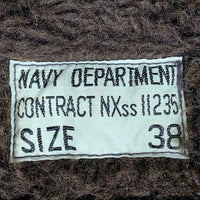 NAVY DEPARTMENT
CONTRACT NXss 11235
SIZE 38